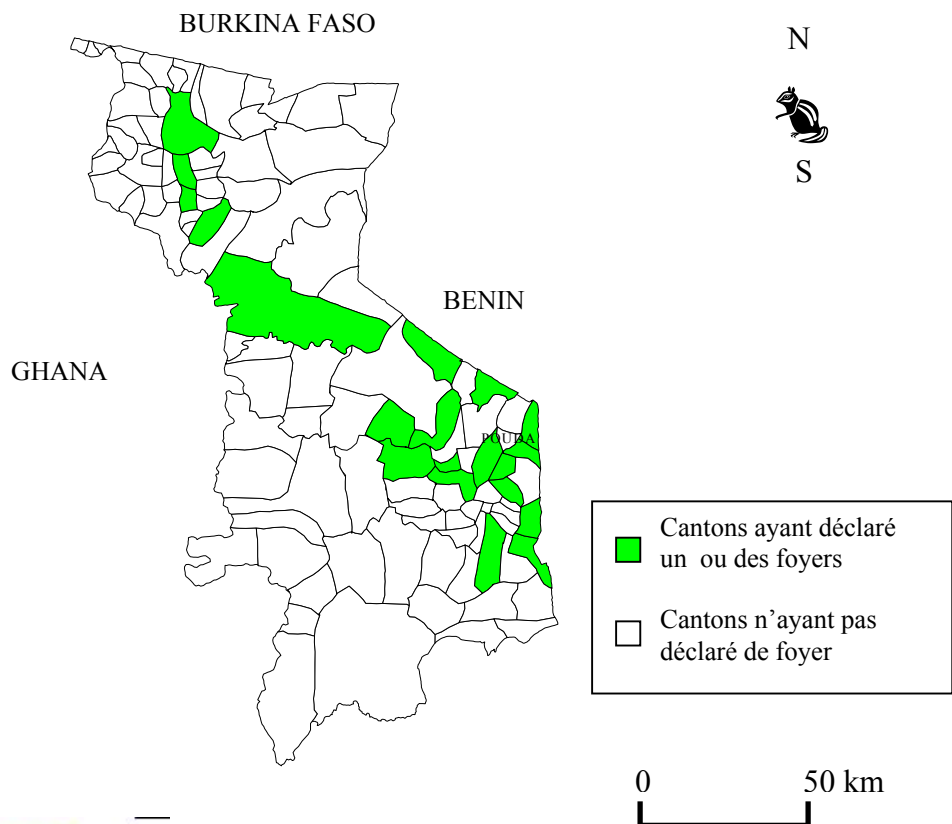 BURKINA FASO
N
S
BENIN
GHANA
POUDA
Cantons ayant déclaré
un ou des foyers
Cantons n’ayant pas
déclaré de foyer
0
50 km